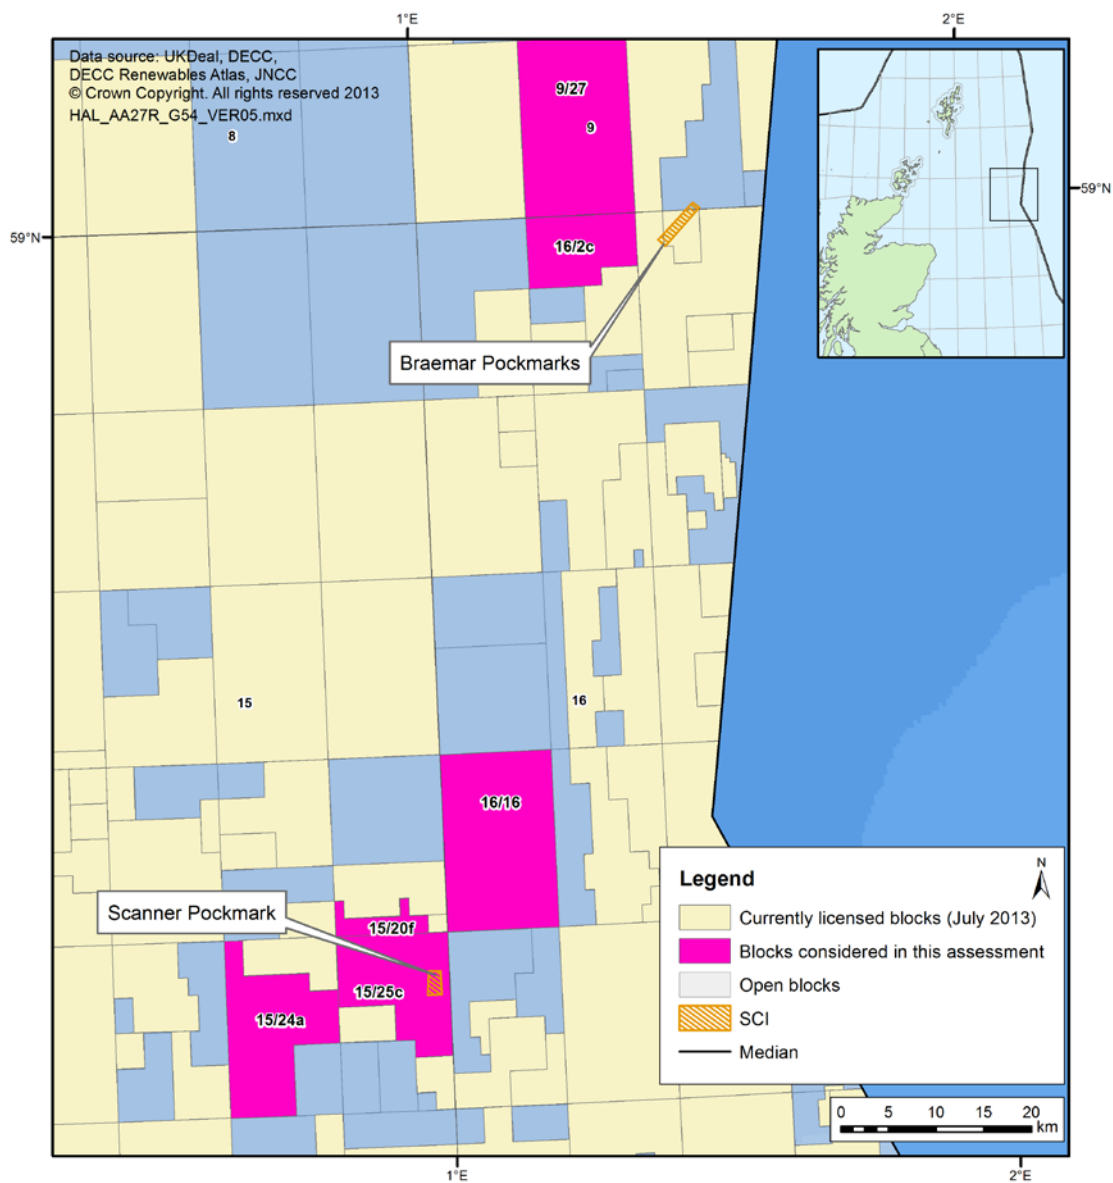 1°E
2°E
Data source: UKDeal, DECC,
DECC Renewables Atlas, JNCC
© Crown Copyright. All rights reserved 2013
HAL_AA27R_G54_VER05.mxd
8
9/27
9
59°N
59°N
16/2c
Braemar Pockmarks
15
16
16/16
Scanner Pockmark
15/20f
15/25c
15/24a
Legend
N
Currently licensed blocks (July 2013)
Blocks considered in this assessment
Open blocks
SCI
Median
0 5 10 15 20
km
1°E
2°E